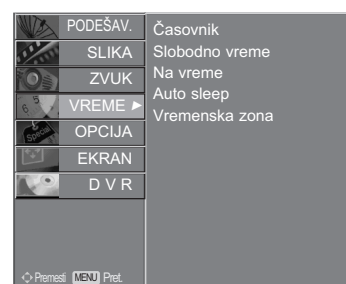 PODEŠAV.
SLIKA
ZVUK
VREME ►
OPCIJA
EKRAN
D V R
Časovnik
Slobodno vreme
Na vreme
Auto sleep
Vremenska zona
Premesti MENU Pret.